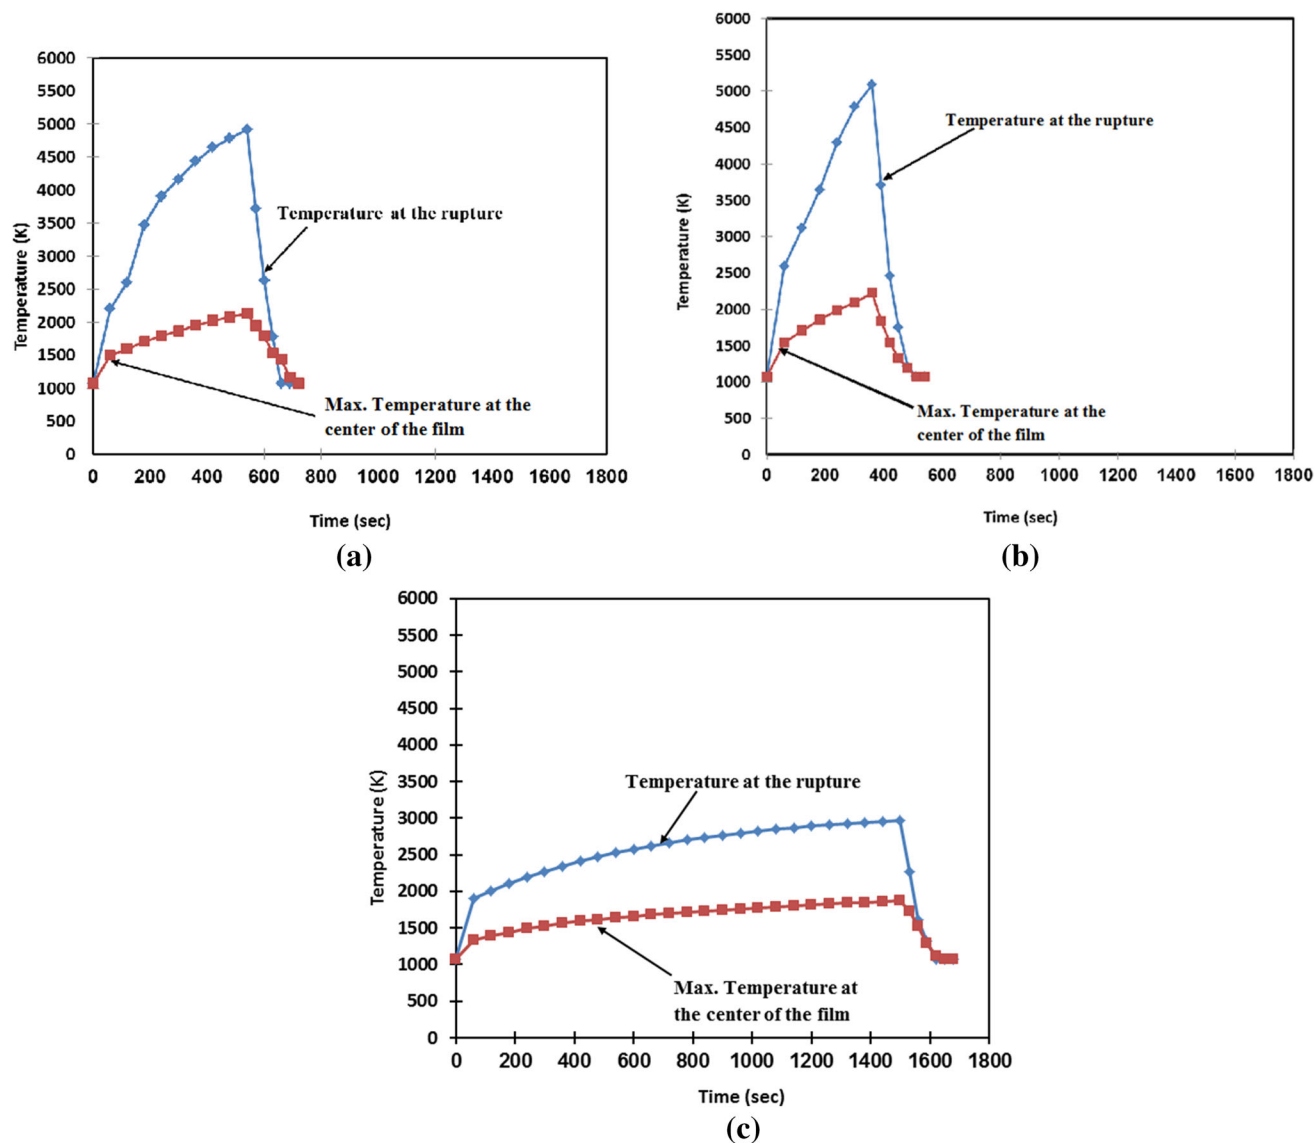 6000
5500
5000
4500
4000
3500
3000
2500
2000
1500
1000
500
0
Temperature (K)
Temperature at the rupture
Max. Temperature at the
center of the film
0 200 400 600 800 1000 1200 1400 1600 1800
Time (sec)
(a)
6000
5500
5000
4500
4000
3500
3000
2500
2000
1500
1000
500
0
Temperature (K)
Temperature at the rupture
Max. Temperature at
center of the film
0 200 400 600 800 1000 1200 1400 1600 1800
Time (sec)
(b)
6000
5500
5000
4500
4000
3500
3000
2500
2000
1500
1000
500
0
Temperature (K)
Temperature at the rupture
Max. Temperature at
the center of the film
0 200 400 600 800 1000 1200 1400 1600 1800
Time (sec)
(c)